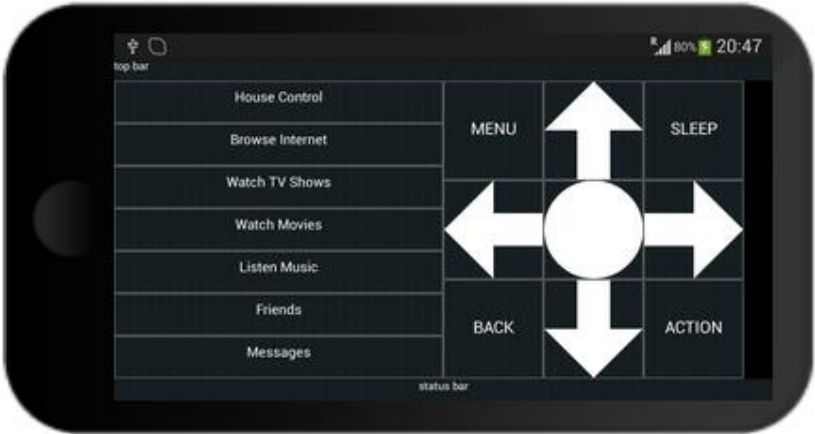 R 80% 20:47
top bar
House Control
Browse Internet
Watch TV Shows
Watch Movies
Listen Music
Friends
Messages
MENU
SLEEP
BACK
ACTION
status bar